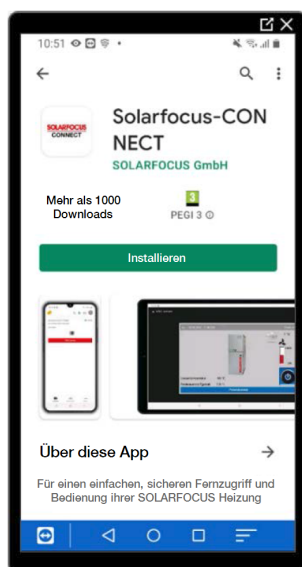 10:51
SOLARFOCUS
CONNECT
Solarfocus-CON
NECT
SOLARFOCUS GmbH
Mehr als 1000
Downloads
3
PEGI 3
Installieren
Über diese App
Für einen einfachen, sicheren Fernzugriff und
Bedienung ihrer SOLARFOCUS Heizung